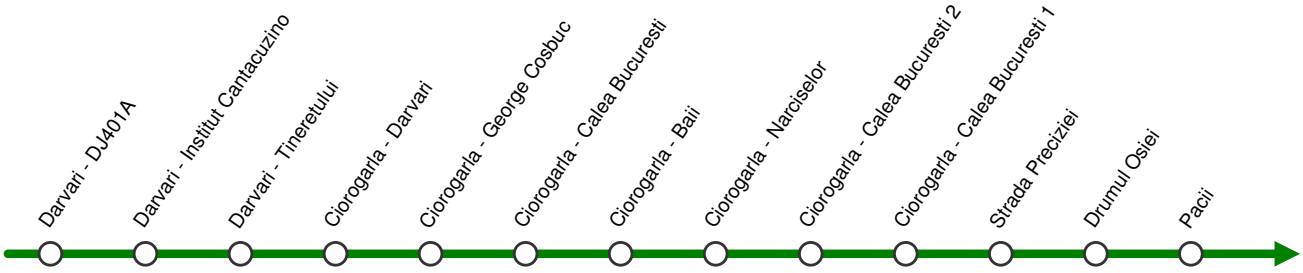 Darvari - DJ401A
Darvari - Institut Cantacuzino
Darvari - Tineretului
Ciorogarla - Darvari
Ciorogarla - George Cosbuc
Ciorogarla - Calea Bucuresti
Ciorogarla - Baii
Ciorogarla - Narciselor
Ciorogarla - Calea Bucuresti 2
Ciorogarla - Calea Bucuresti 1
Strada Preciziei
Drumul Osiei
Pacii